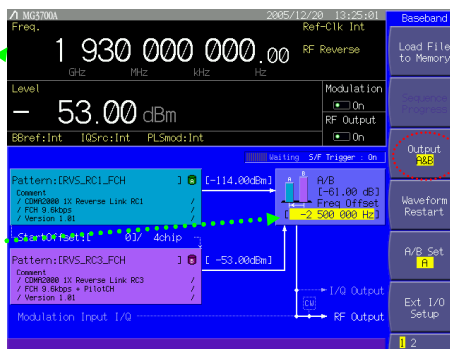 MG3700A 2005/12/20 13:25:01
Freq. Ref-Clk Int
1 930 000 000.00 RF Reverse
GHz MHz kHz Hz
Level
- 53.00 dBm
Modulation
On
RF Output
On
BBref:Int IQSrc:Int PLSmod:Int
Waiting S/F Trigger : On
Pattern:[RVS_RC1_FCH ] [-114.00dBm]
Comment
/ CDMA2000 1X Reverse Link RC1 /
/ FCH 9.6kbps /
/ Version 1.01 /
A/B
[-61.00 dB]
Freq Offset
[ -2 500 000 Hz]
StartOffset:[ 0]/ 4chip
Pattern:[RVS_RC3_FCH ] [ -53.00dBm]
Comment
/ CDMA2000 1X Reverse Link RC3 /
/ FCH 9.6kbps + PilotCH /
/ Version 1.01 /
I/Q Output
CW
Modulation Input I/Q RF Output
Baseband
Load File
to Memory
Sequence
Progress
Output
A&B
Waveform
Restart
A/B Set
A
Ext I/O
Setup
1 2